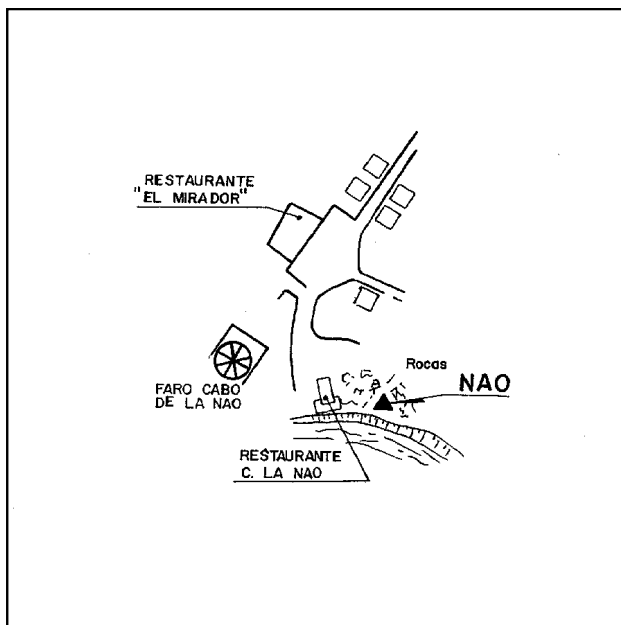 RESTAURANTE
"EL MIRADOR"
Rocas
NAO
FARO CABO
DE LA NAO
RESTAURANTE
C. LA NAO